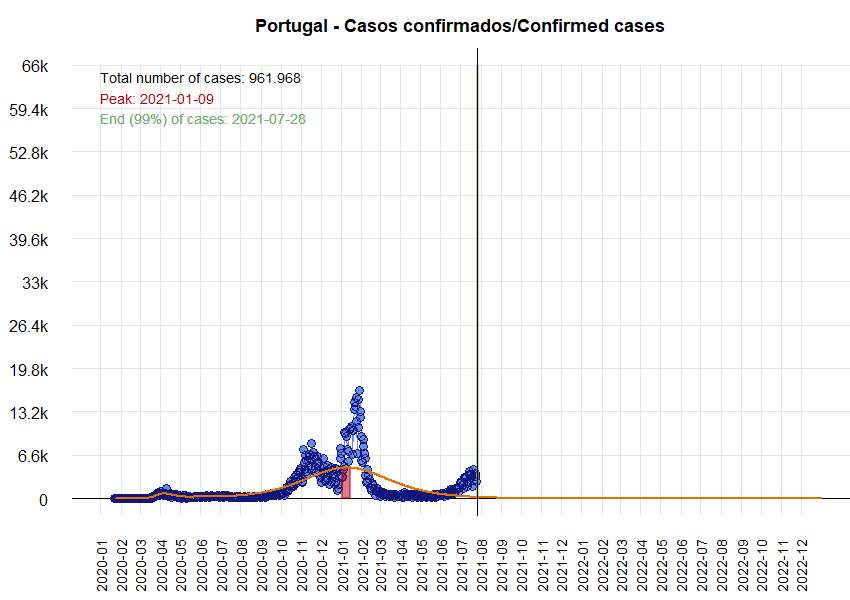 Portugal - Casos confirmados/Confirmed cases
66k
Total number of cases: 961.968
Peak: 2021-01-09
59.4k
End (99%) of cases: 2021-07-28
52.8k
46.2k
39.6k
33k
26.4k
19.8k
13.2k
6.6k
0
2020-01
2020-02
2020-03
2020-04
2020-05
2020-06
2020-07
2020-08
2020-09
2020-10
2020-11
2020-12
2021-01
2021-02
2021-03
2021-04
2021-05
2021-06
2021-07
2021-08
2021-09
2021-10
2021-11
2021-12
2022-01
2022-02
2022-03
2022-04
2022-05
2022-06
2022-07
2022-08
2022-09
2022-10
2022-11
2022-12